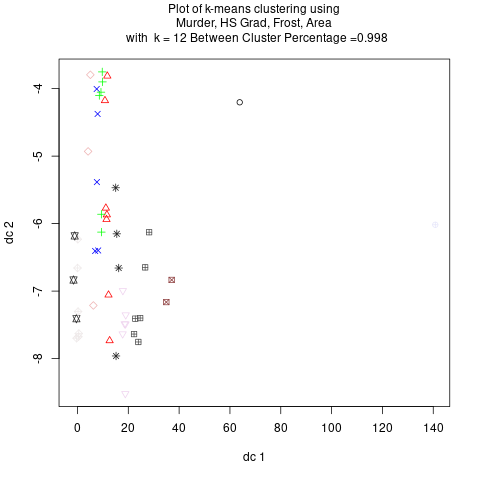 Plot of k-means clustering using
Murder, HS Grad, Frost, Area
with k = 12 Between Cluster Percentage =0.998
-4
-5
-6
-7
-8
dc 2
0 20 40 60 80 100 120 140
dc 1